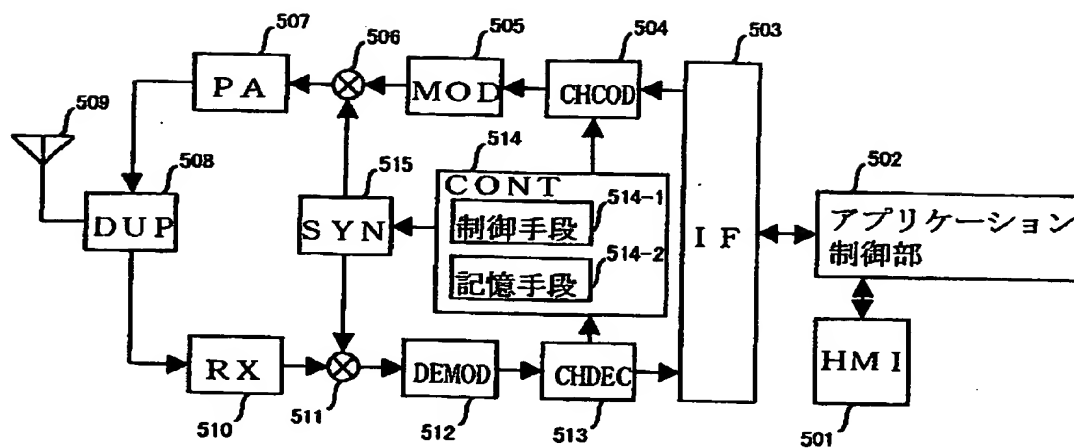 507
506
505
504
503
PA
MOD
CHCOD
509
508
515
514
502
DUP
SYN
CONT
制御手段
514-1
記憶手段
514-2
IF
アプリケーション
制御部
RX
DEMOD
CHDEC
HMI
510
511
512
513
501